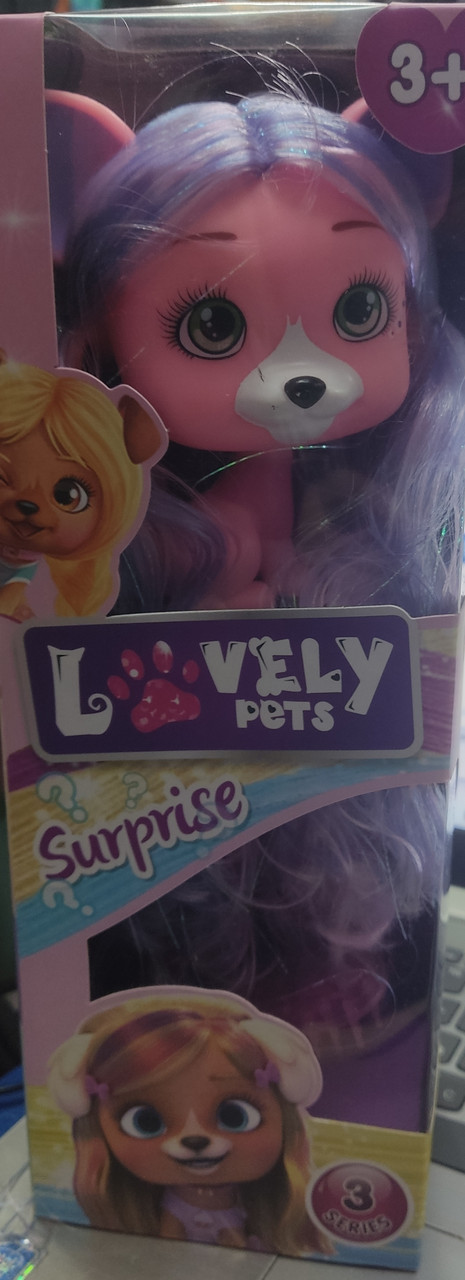 3+
LOVELY
PETS
Surprise
3
SERIES